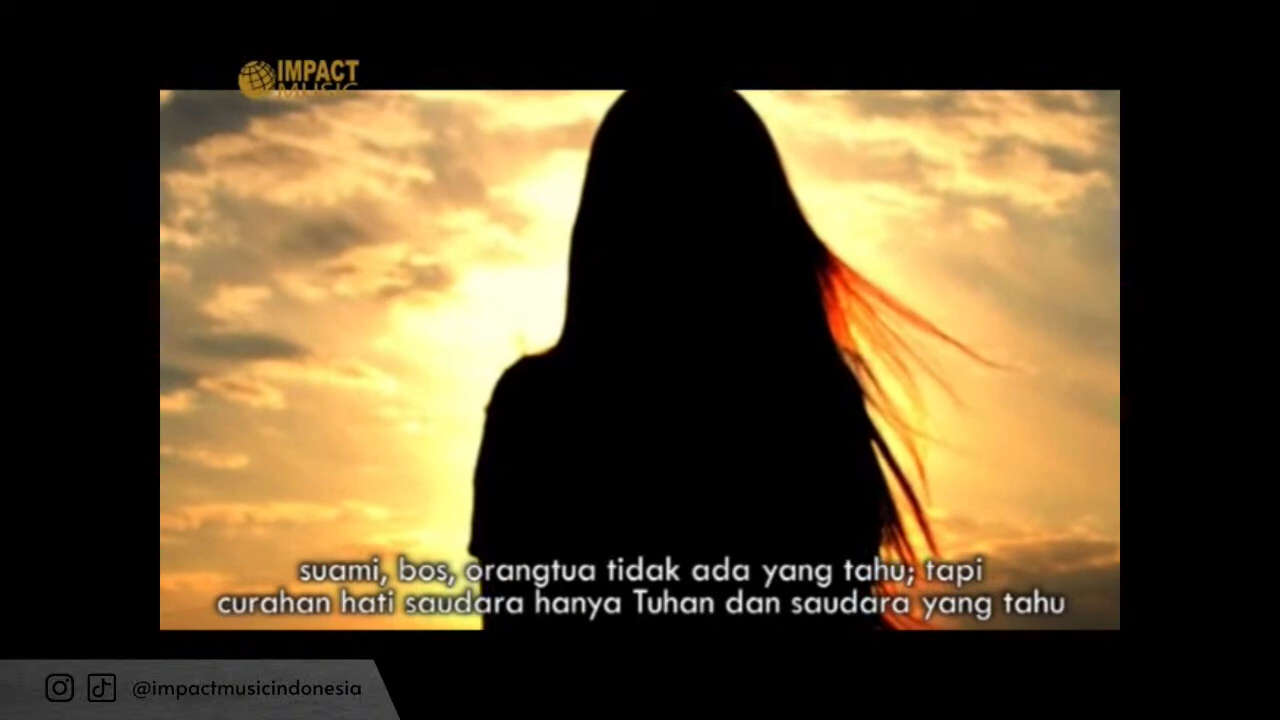 IMPACT
MUSIC
suami, bos, orangtua tidak ada yang tahu; tapi
curahan hati saudara hanya Tuhan dan saudara yang tahu
@impactmusicindonesia